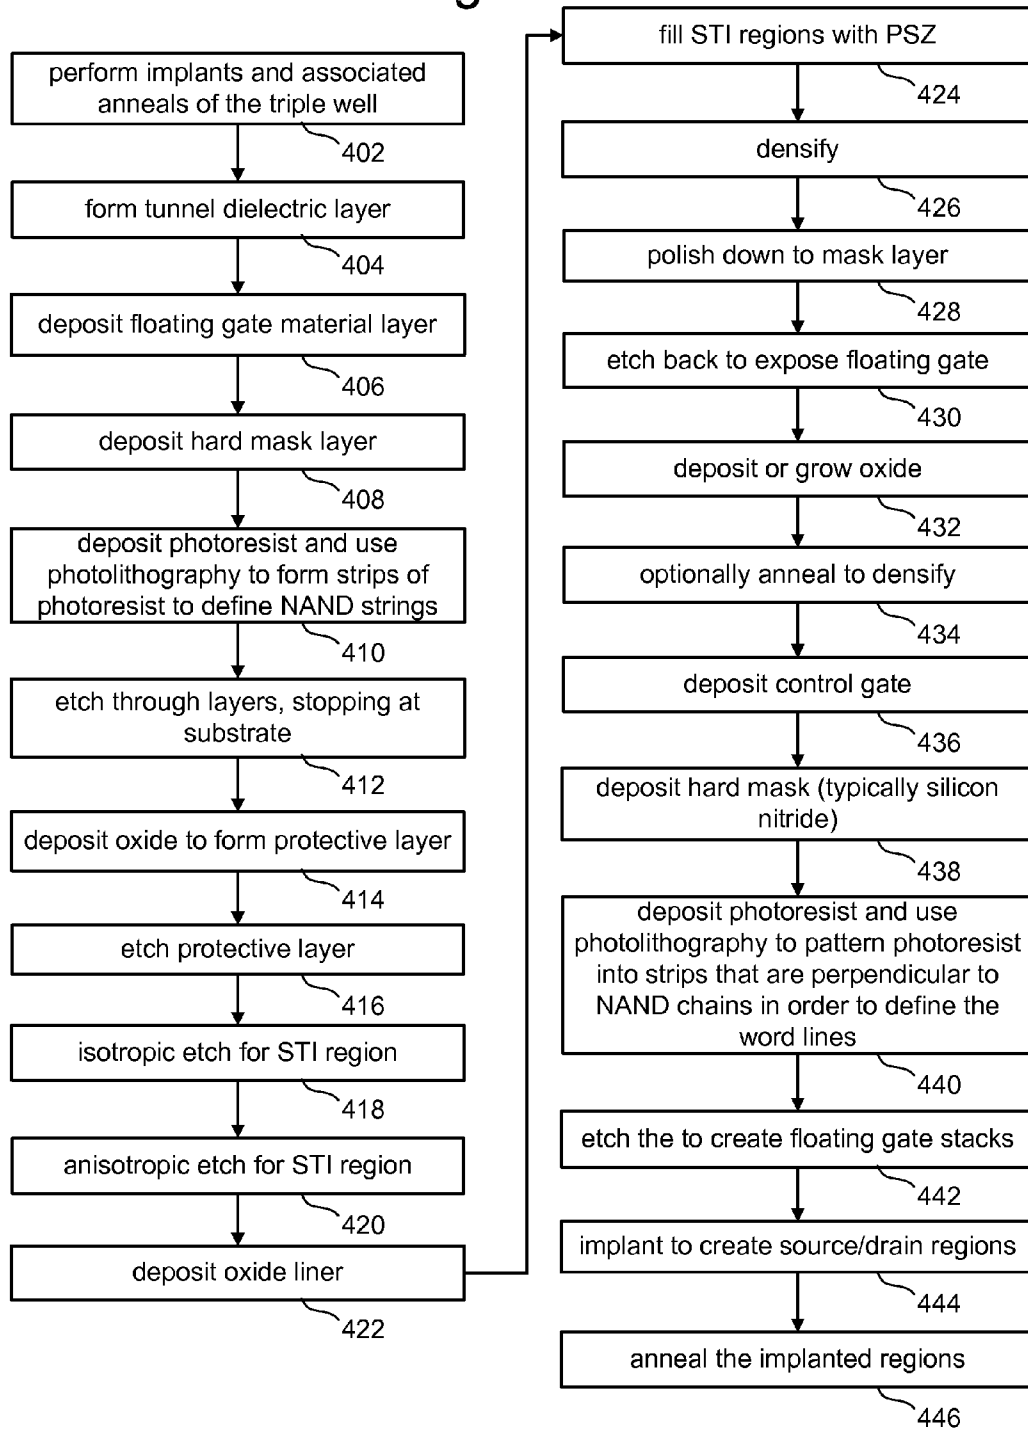 perform implants and associated
anneals of the triple well
402
form tunnel dielectric layer
404
deposit floating gate material layer
406
deposit hard mask layer
408
deposit photoresist and use
photolithography to form strips of
photoresist to define NAND strings
410
etch through layers, stopping at
substrate
412
deposit oxide to form protective layer
414
etch protective layer
416
isotropic etch for STI region
418
anisotropic etch for STI region
420
deposit oxide liner
422
fill STI regions with PSZ
424
densify
426
polish down to mask layer
428
etch back to expose floating gate
430
deposit or grow oxide
432
optionally anneal to densify
434
deposit control gate
436
deposit hard mask (typically silicon
nitride)
438
deposit photoresist and use
photolithography to pattern photoresist
into strips that are perpendicular to
NAND chains in order to define the
word lines
440
etch the to create floating gate stacks
442
implant to create source/drain regions
444
anneal the implanted regions
446